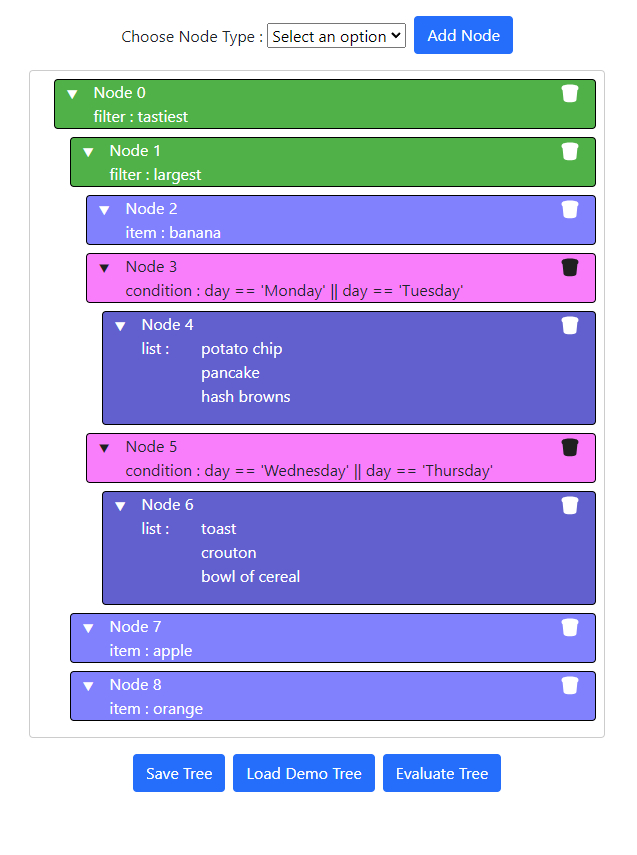 Choose Node Type : Select an option Add Node
Node 0
filter : tastiest
Node 1
filter : largest
Node 2
item : banana
Node 3
condition : day == 'Monday' || day == 'Tuesday'
Node 4
list : potato chip
pancake
hash browns
Node 5
condition : day == 'Wednesday' || day == 'Thursday'
Node 6
list : toast
crouton
bowl of cereal
Node 7
item : apple
Node 8
item : orange
Save Tree Load Demo Tree Evaluate Tree